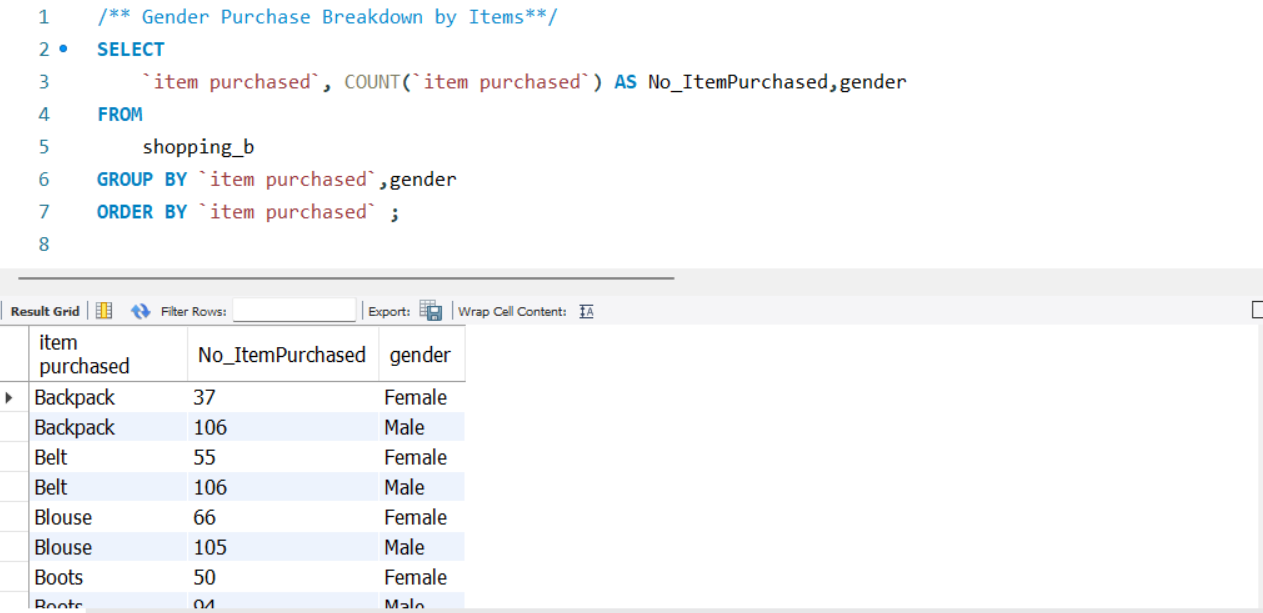 1 /** Gender Purchase Breakdown by Items**/
2 SELECT
3 `item purchased`, COUNT(`item purchased`) AS No_ItemPurchased,gender
4 FROM
5 shopping_b
6 GROUP BY `item purchased`,gender
7 ORDER BY `item purchased` ;
8
Result Grid Filter Rows: Export: Wrap Cell Content: IA
item
purchased No_ItemPurchased gender
Backpack 37 Female
Backpack 106 Male
Belt 55 Female
Belt 106 Male
Blouse 66 Female
Blouse 105 Male
Boots 50 Female
Boots 94 Male